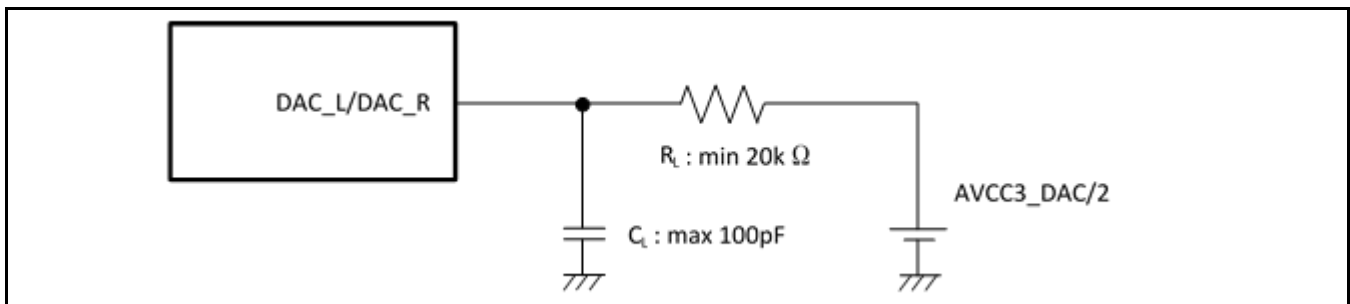 DAC_L/DAC_R
R_L : min 20k Ω
AVCC3_DAC/2
C_L : max 100pF